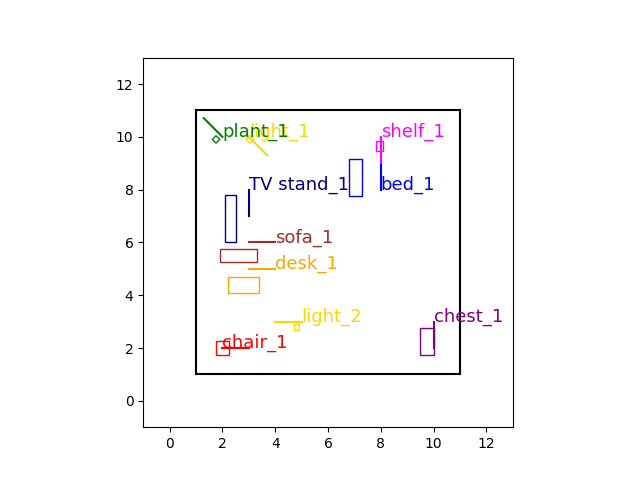 12
10
8
6
4
2
0
plant_1
light_1
shelf_1
TV stand_1
bed_1
sofa_1
desk_1
light_2
chest_1
chair_1
0 2 4 6 8 10 12